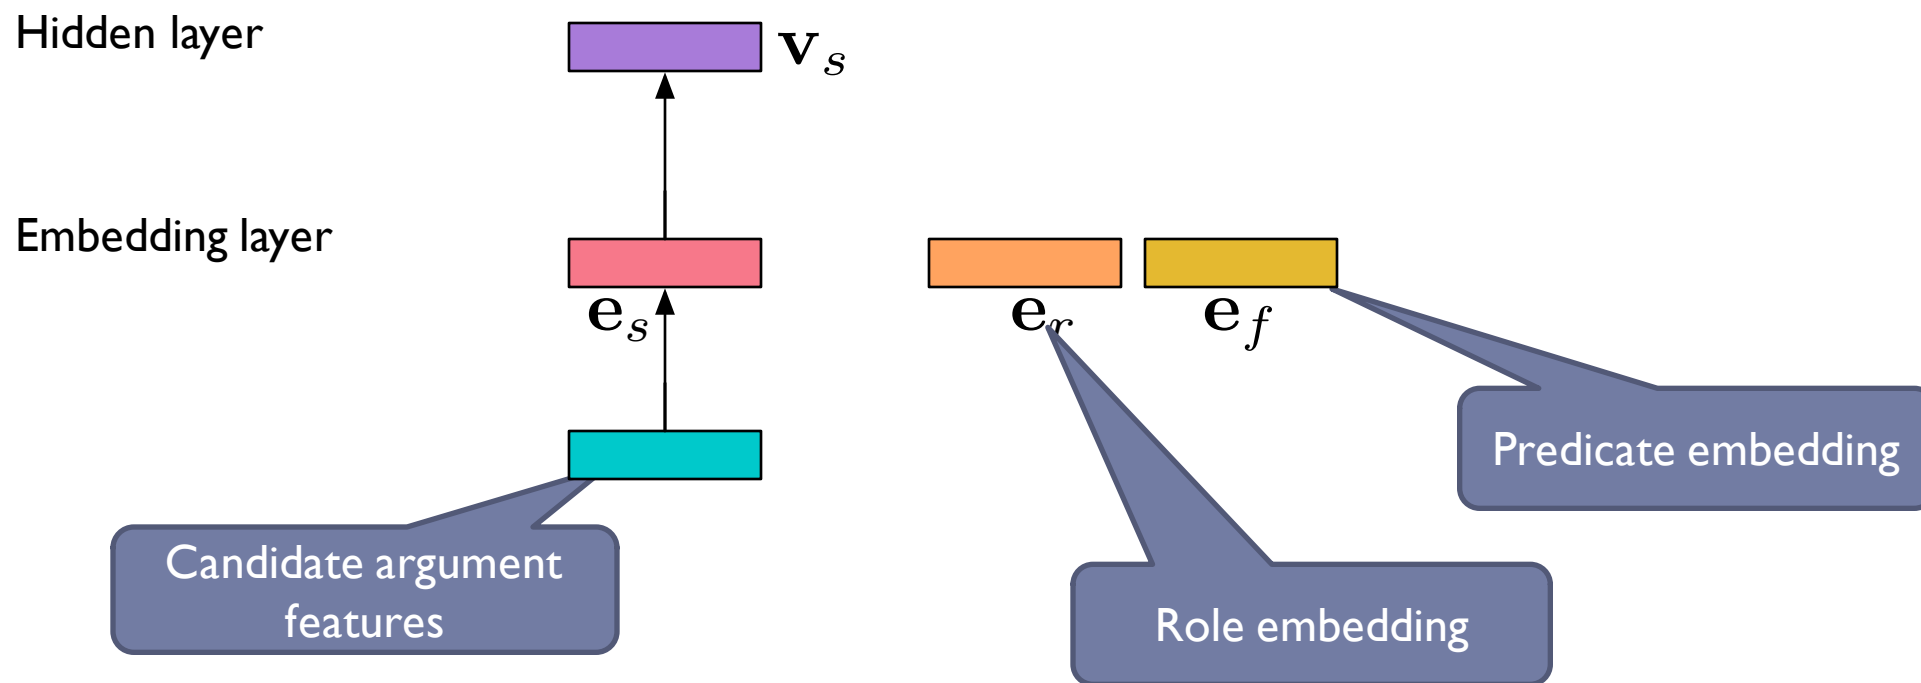 Hidden layer
v_s
Embedding layer
e_s
e_r
e_f
Predicate embedding
Candidate argument
features
Role embedding